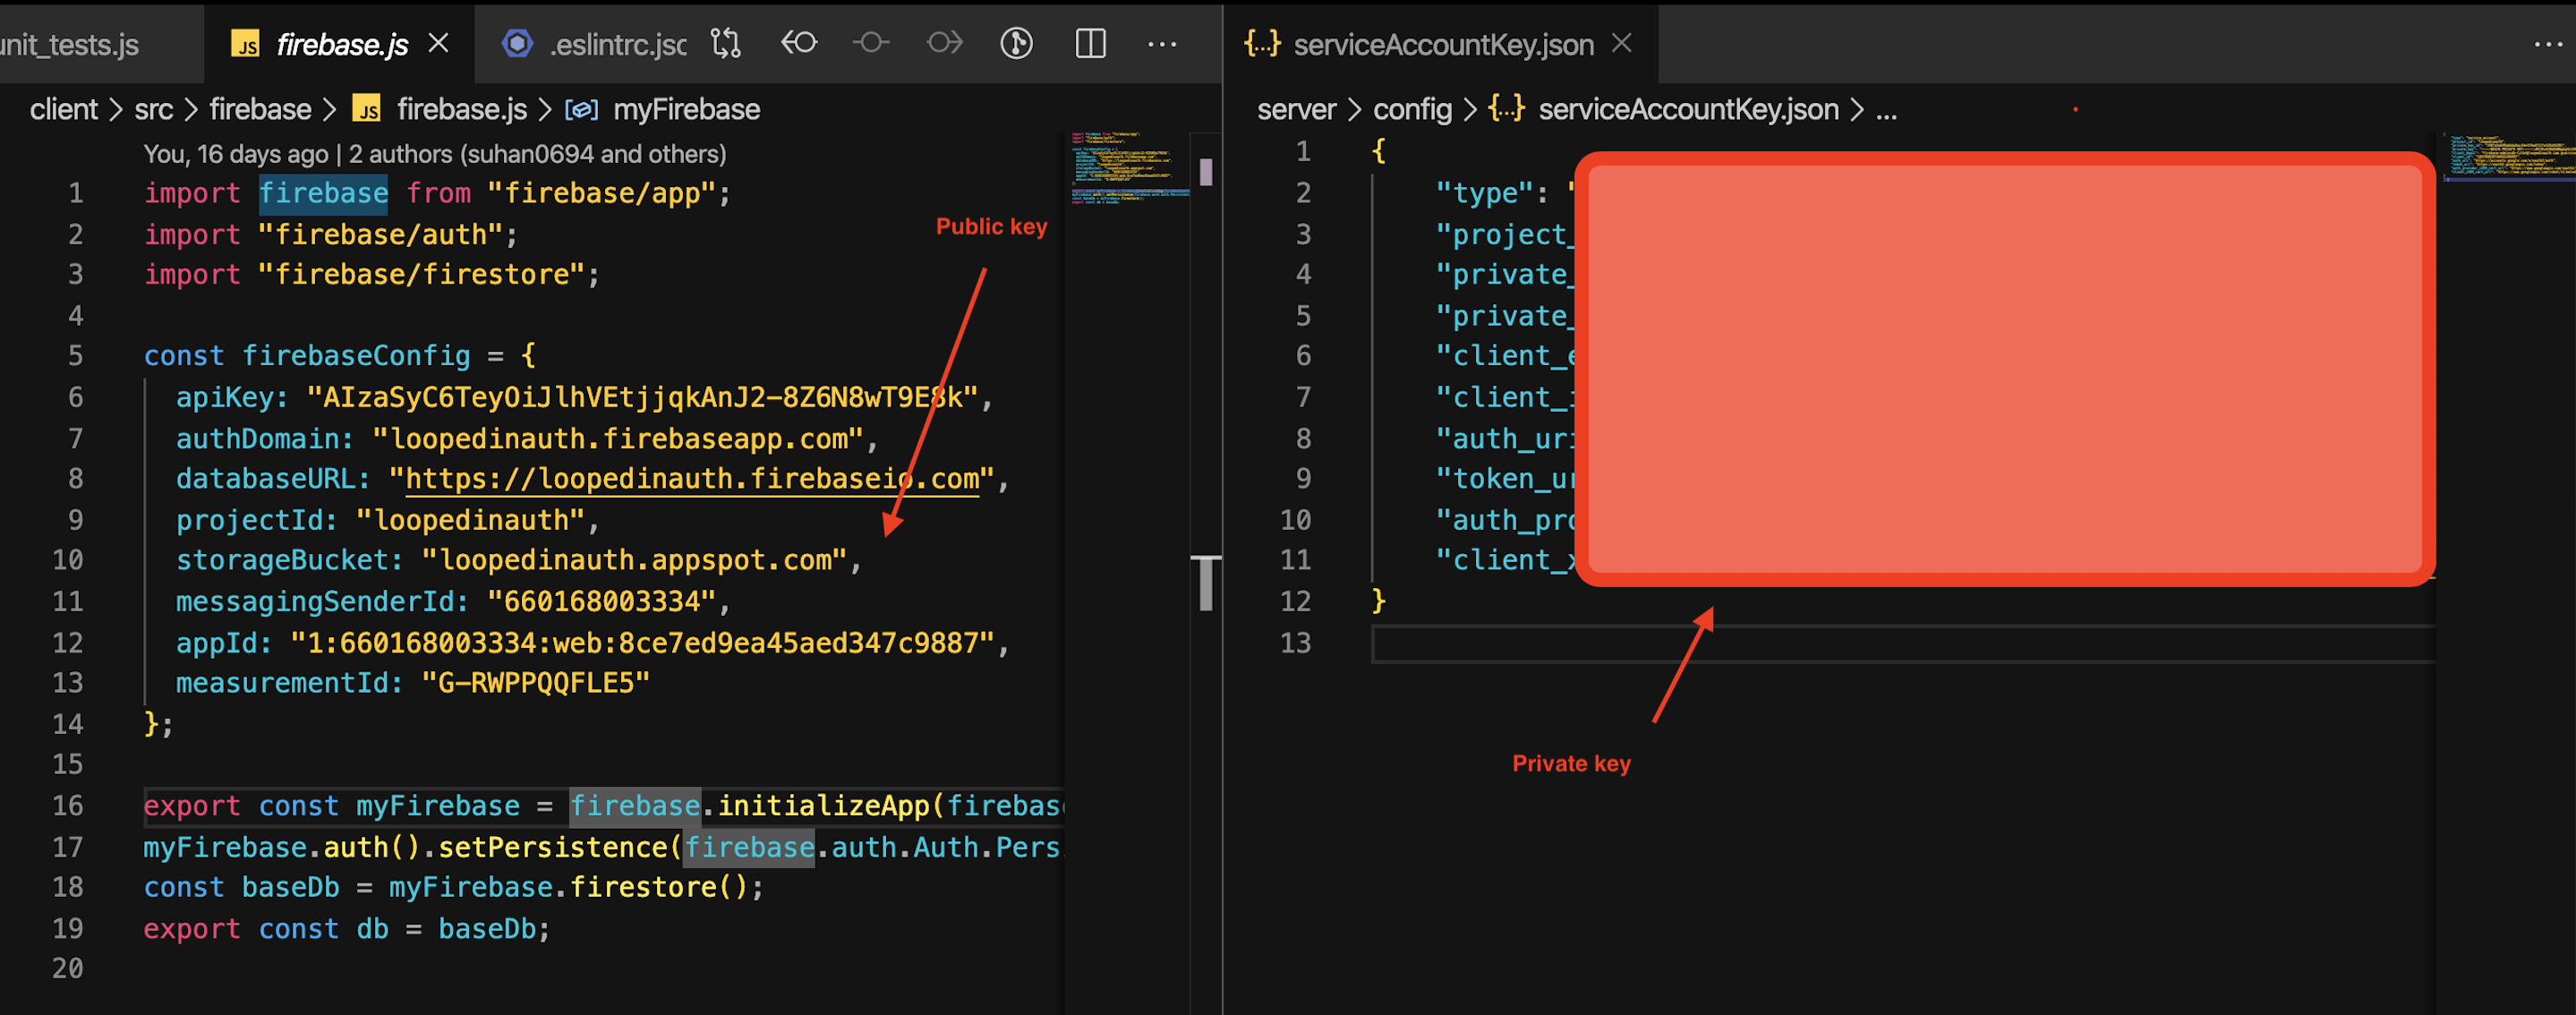 unit_tests.js
JS firebase.js
.eslintrc.jsc
...
{..} serviceAccountKey.json
...
client > src > firebase > JS firebase.js > myFirebase
You, 16 days ago | 2 authors (suhan0694 and others)
1 import firebase from "firebase/app";
2 import "firebase/auth";
3 import "firebase/firestore";
4
5 const firebaseConfig = {
6 apiKey: "AIzaSyC6TeyOiJlhVEtjjqkAnJ2-8Z6N8wT9E8k",
7 authDomain: "loopedinauth.firebaseapp.com",
8 databaseURL: "https://loopedinauth.firebaseio.com",
9 projectId: "loopedinauth",
10 storageBucket: "loopedinauth.appspot.com",
11 messagingSenderId: "660168003334",
12 appId: "1:660168003334:web:8ce7ed9ea45aed347c9887",
13 measurementId: "G-RWPPQQFLE5"
14 };
15
16 export const myFirebase = firebase.initializeApp(firebase
17 myFirebase.auth().setPersistence(firebase.auth.Auth.Pers
18 const baseDb = myFirebase.firestore();
19 export const db = baseDb;
20
Public key
server > config > {..} serviceAccountKey.json > ...
1 {
2 "type": "
3 "project_
4 "private_
5 "private_
6 "client_e
7 "client_i
8 "auth_uri
9 "token_ur
10 "auth_pro
11 "client_x
12 }
13
Private key